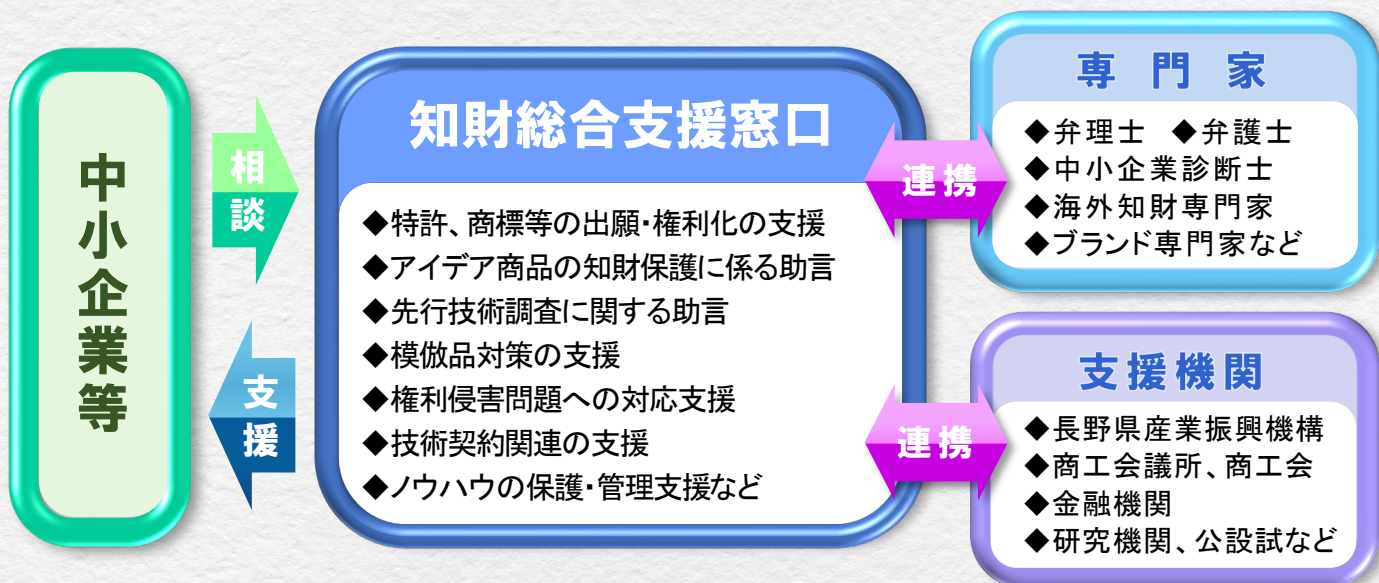 中小企業等
相談
支援
知財総合支援窓口
◆特許、商標等の出願・権利化の支援
◆アイデア商品の知財保護に係る助言
◆先行技術調査に関する助言
◆模倣品対策の支援
◆権利侵害問題への対応支援
◆技術契約関連の支援
◆ノウハウの保護・管理支援など
連携
連携
専門家
◆弁理士 ◆弁護士
◆中小企業診断士
◆海外知財専門家
◆ブランド専門家など
支援機関
◆長野県産業振興機構
◆商工会議所、商工会
◆金融機関
◆研究機関、公設試など